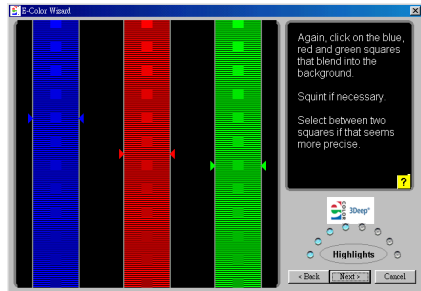 E-Color Wizard
Again, click on the blue,
red and green squares
that blend into the
background.
Squint if necessary.
Select between two
squares if that seems
more precise.
?
3Deep®
Highlights
< Back
Next >
Cancel